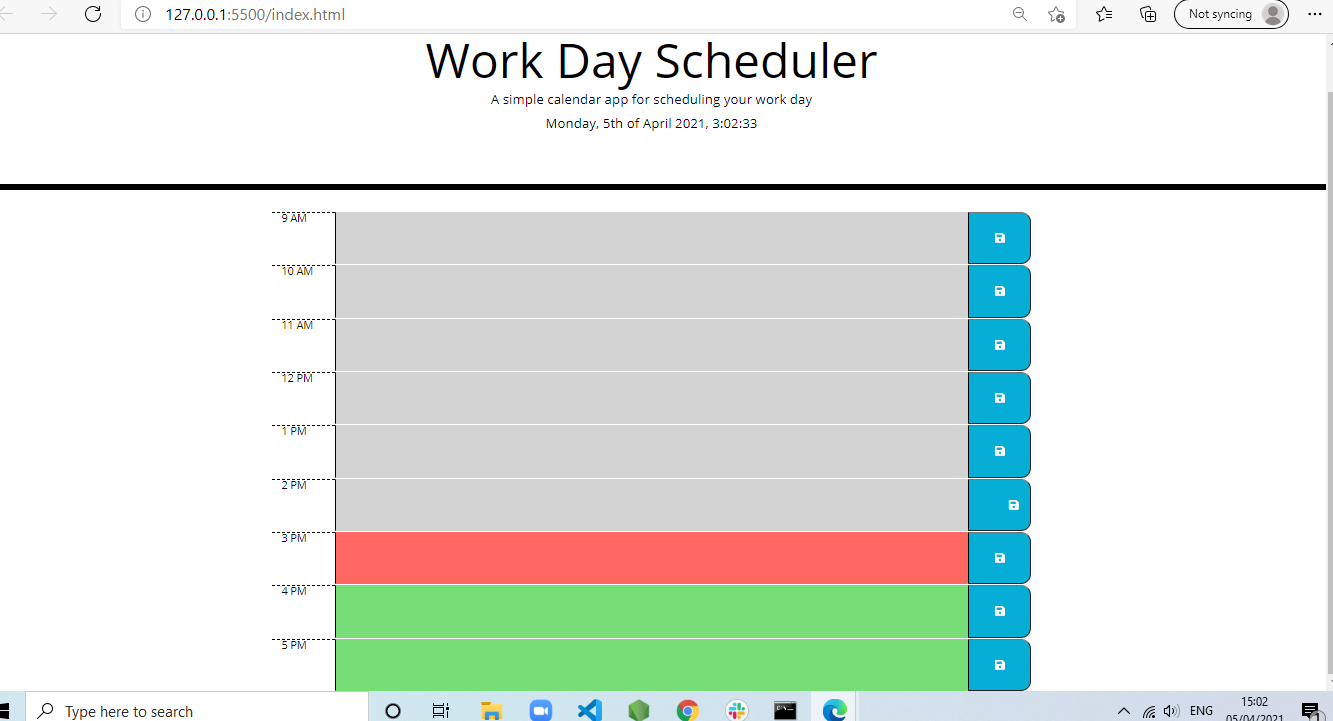 127.0.0.1:5500/index.html
Not syncing
Work Day Scheduler
A simple calendar app for scheduling your work day
Monday, 5th of April 2021, 3:02:33
9 AM
10 AM
11 AM
12 PM
1 PM
2 PM
3 PM
4 PM
5 PM
Type here to search
ENG
15:02
05/04/2021